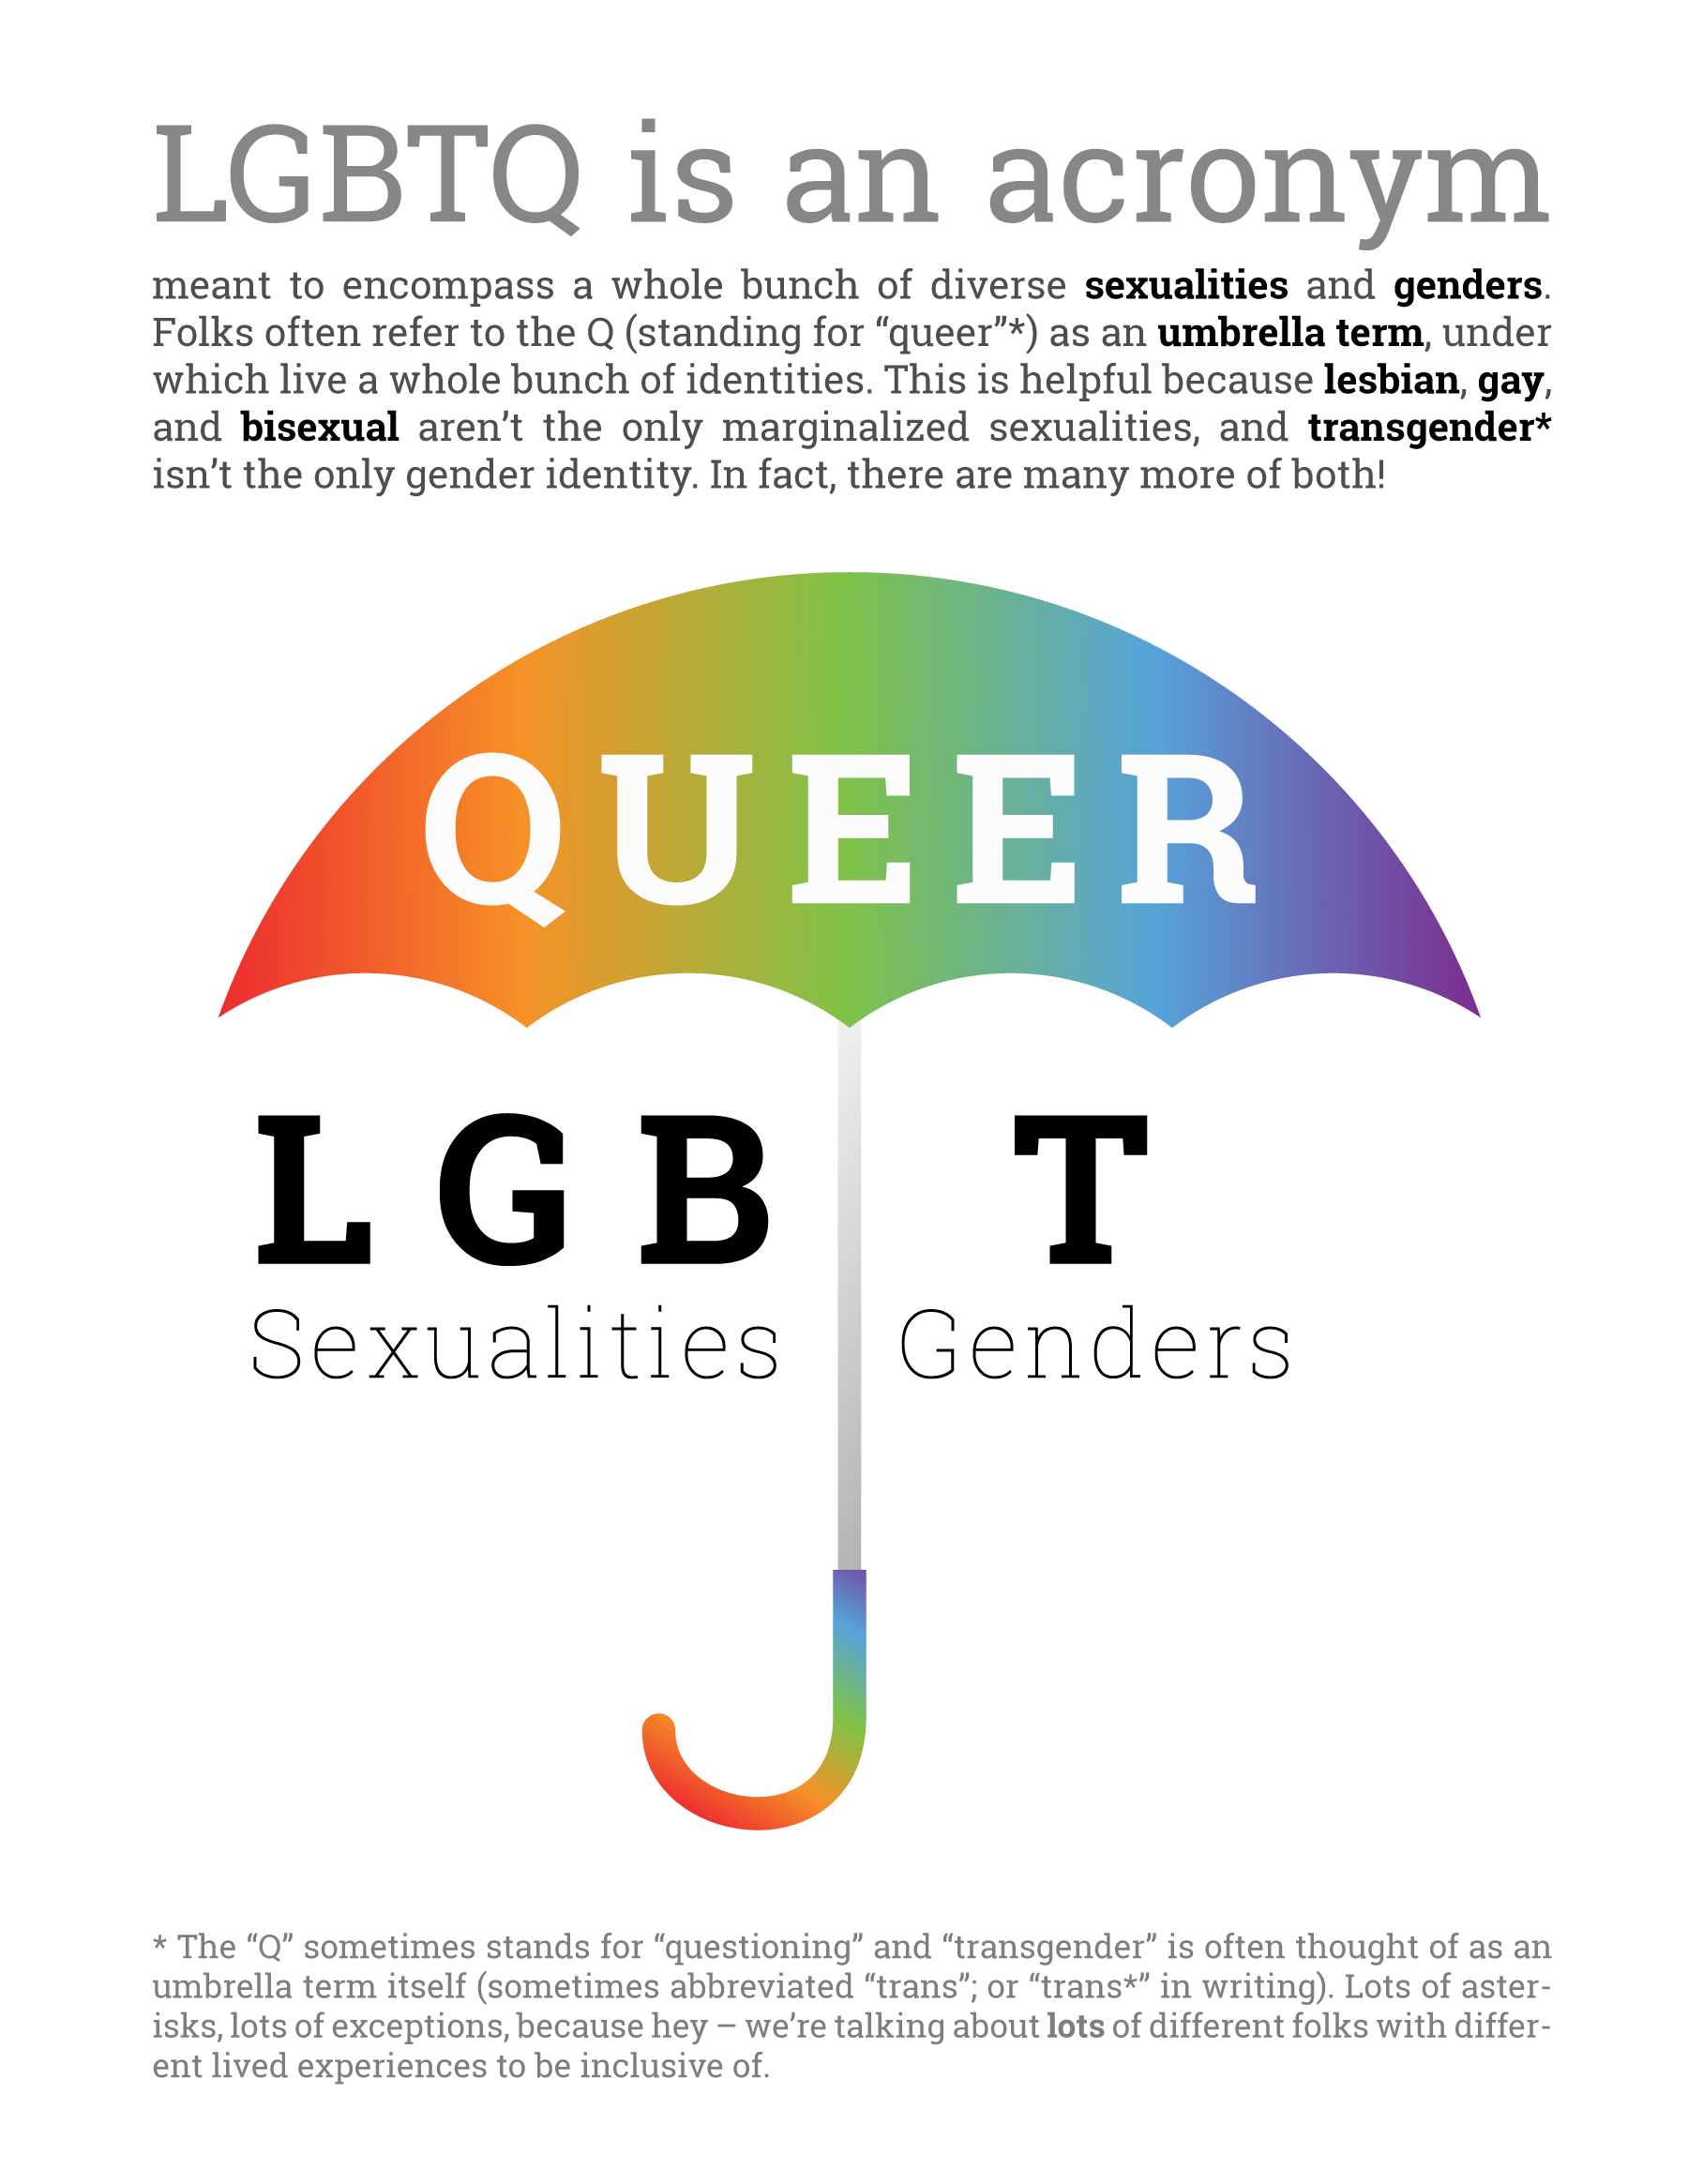 LGBTQ is an acronym
meant to encompass a whole bunch of diverse sexualities and genders.
Folks often refer to the Q (standing for “queer”*) as an umbrella term, under
which live a whole bunch of identities. This is helpful because lesbian, gay,
and bisexual aren’t the only marginalized sexualities, and transgender*
isn’t the only gender identity. In fact, there are many more of both!
QUEER
L G B T
Sexualities Genders
* The “Q” sometimes stands for “questioning” and “transgender” is often thought of as an
umbrella term itself (sometimes abbreviated “trans”; or “trans*” in writing). Lots of aster-
isks, lots of exceptions, because hey – we’re talking about lots of different folks with differ-
ent lived experiences to be inclusive of.